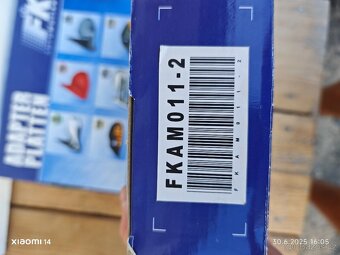 FK
ADAPTER
PLATTEN
FKAM011-2
FKAM011-2
XIAOMI 14
30.6.2025 16:05